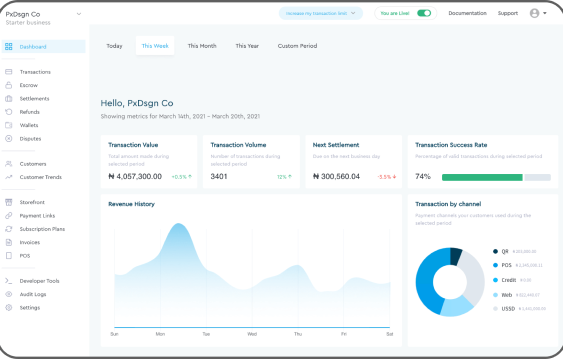 PxDsgn Co
Starter business
Increase my transaction limit
You are Live!
Documentation
Support
Dashboard
Transactions
Escrow
Settlements
Refunds
Wallets
Disputes
Customers
Customer Trends
Storefront
Payment Links
Subscription Plans
Invoices
POS
Developer Tools
Audit Logs
Settings
Today
This Week
This Month
This Year
Custom Period
Hello, PxDsgn Co
Showing metrics for March 14th, 2021 - March 20th, 2021.
Transaction Value
Total amount made during
selected period
₦ 4,057,300.00
+0.5% ↑
Transaction Volume
Number of transactions during
selected period
3401
12% ↑
Next Settlement
Due on the next business day
₦ 300,560.04
-3.5% ↓
Transaction Success Rate
Percentage of valid transactions during selected period
74%
Revenue History
Sun
Mon
Tue
Wed
Thu
Fri
Sat
Transaction by channel
Payment channels your customers used during the
selected period
QR
POS
Credit
Web
USSD